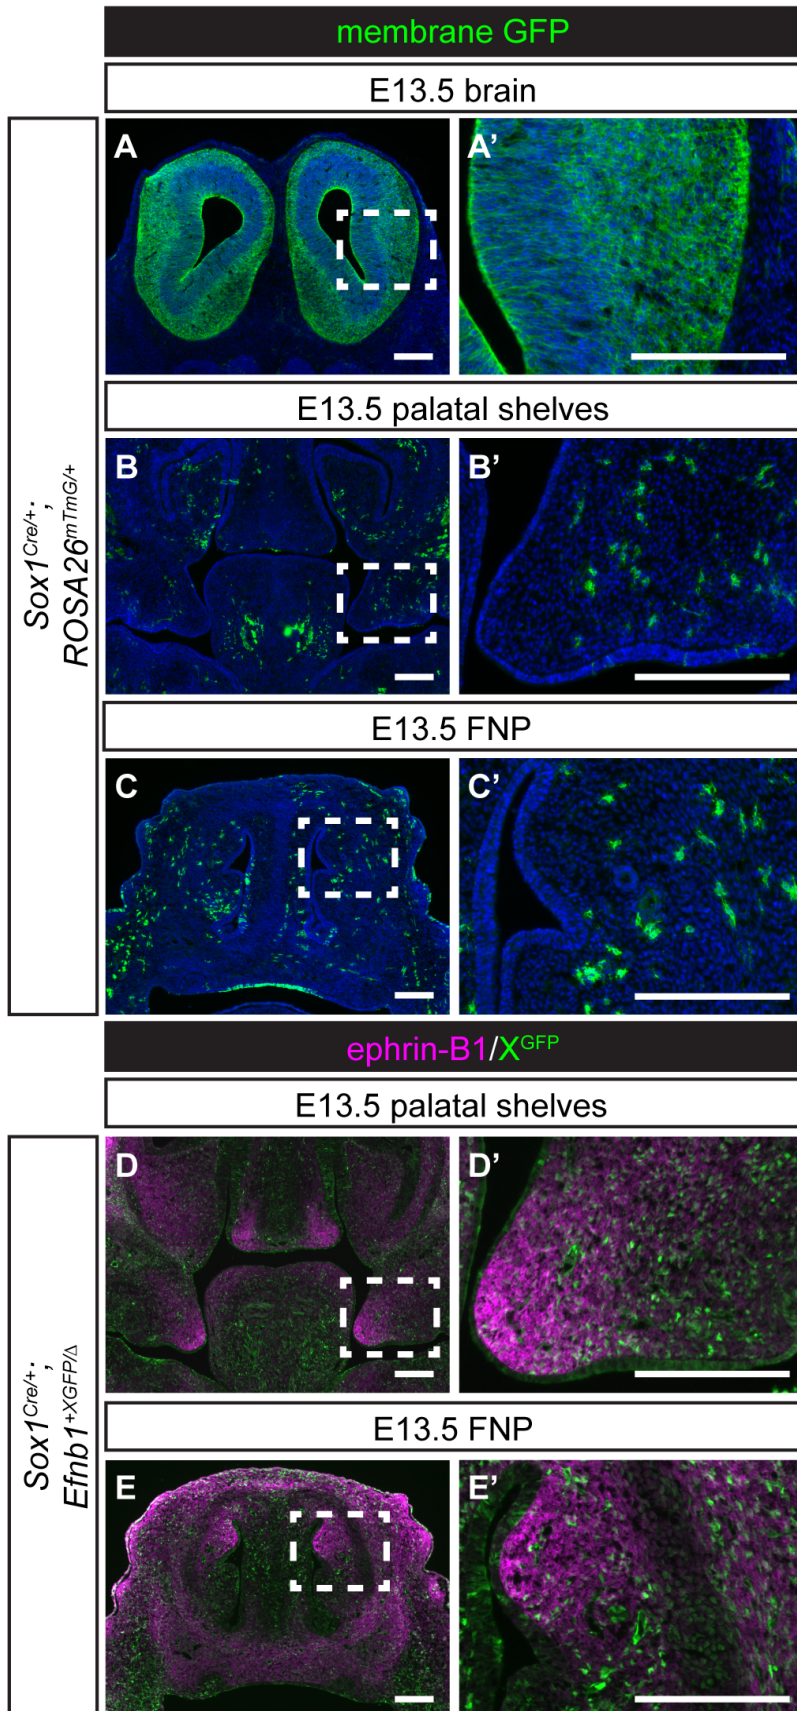 membrane GFP
E13.5 brain
A
A’
E13.5 palatal shelves
B
B’
E13.5 FNP
C
C’
Sox1Cre/+;
ROSA26mTmG/+
ephrin-B1/XGFP
E13.5 palatal shelves
D
D’
E13.5 FNP
E
E’
Sox1Cre/+;
Efnb1+XGFP/Δ